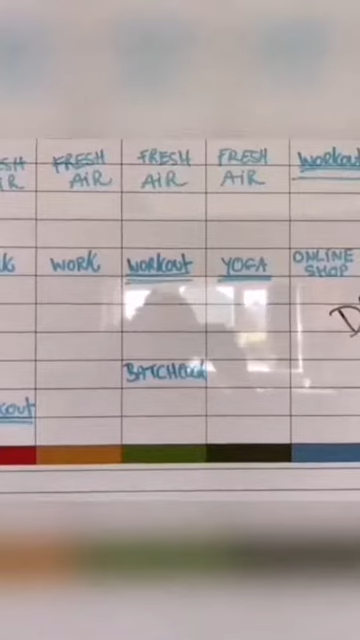 FRESH
AIR
FRESH
AIR
FRESH
AIR
WORKOUT
WORK
WORKOUT
YOGA
ONLINE
SHOP
BATCHCOOK